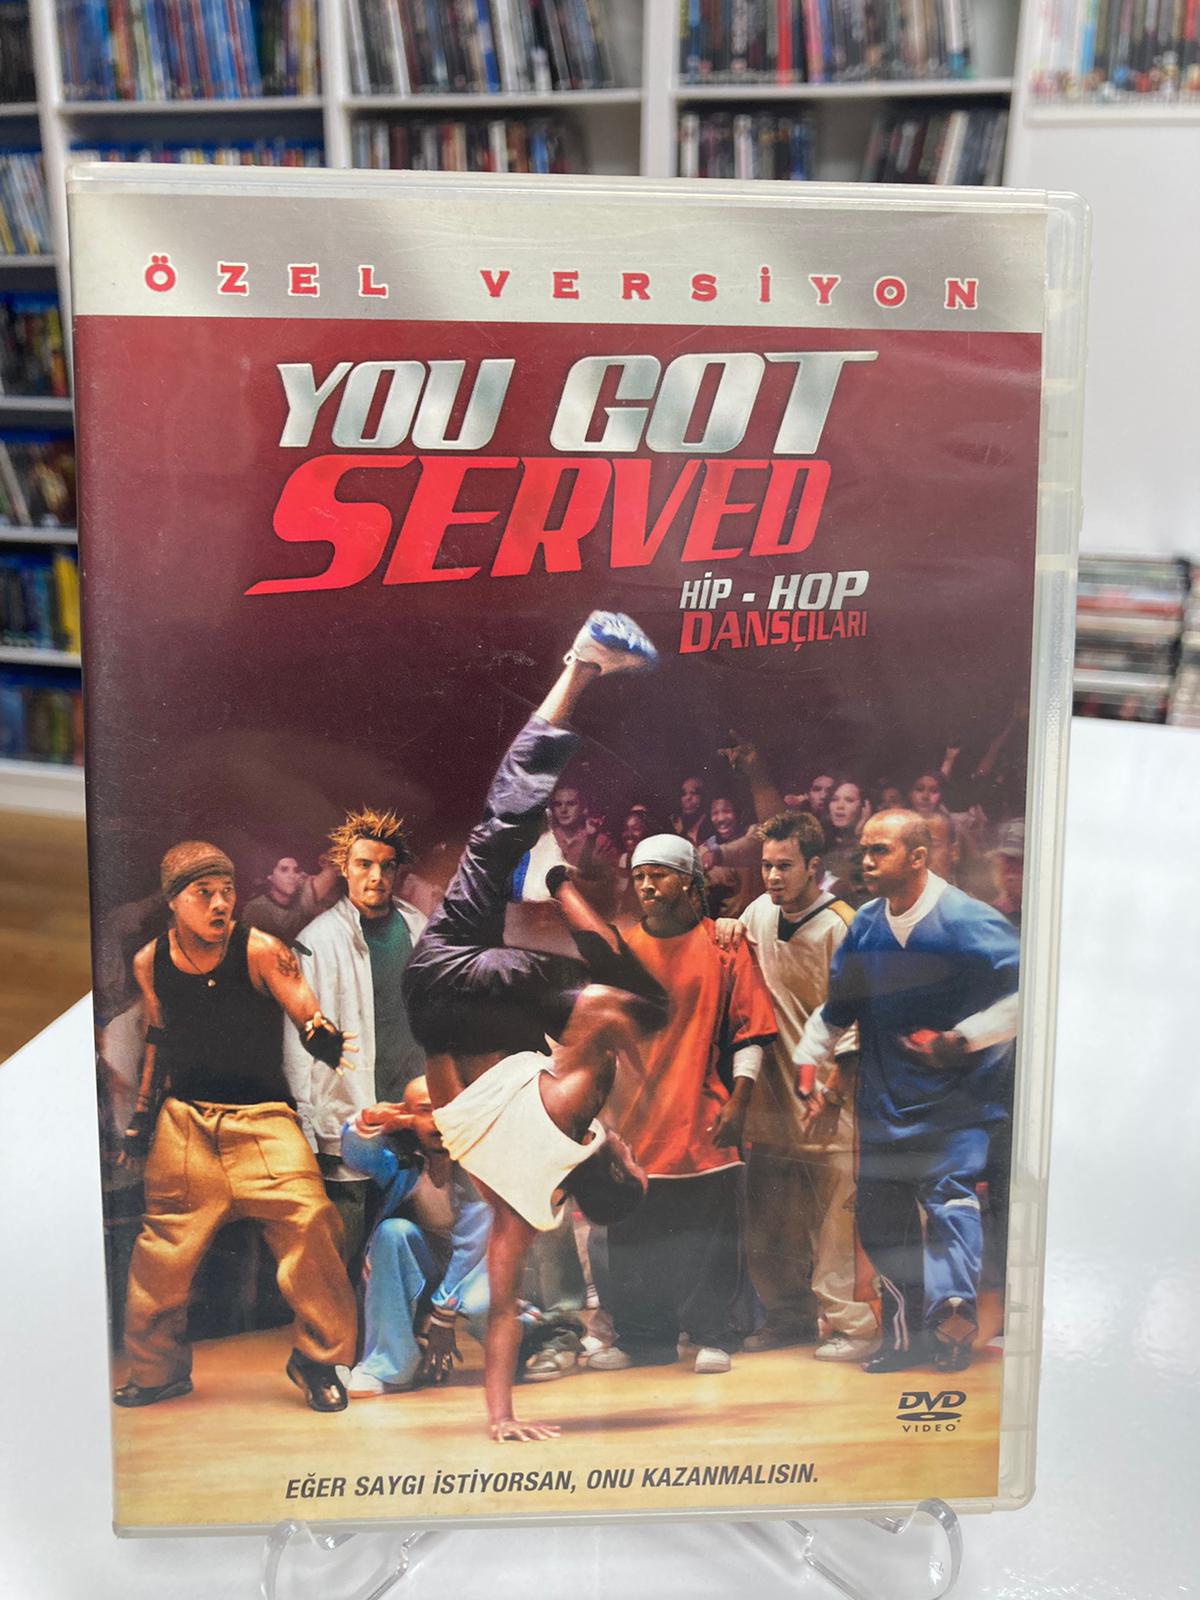 ÖZEL VERSİYON
YOU GOT
SERVED
HİP - HOP
DANSÇILARI
DVD
VIDEO
EĞER SAYGI İSTİYORSAN, ONU KAZANMALISIN.